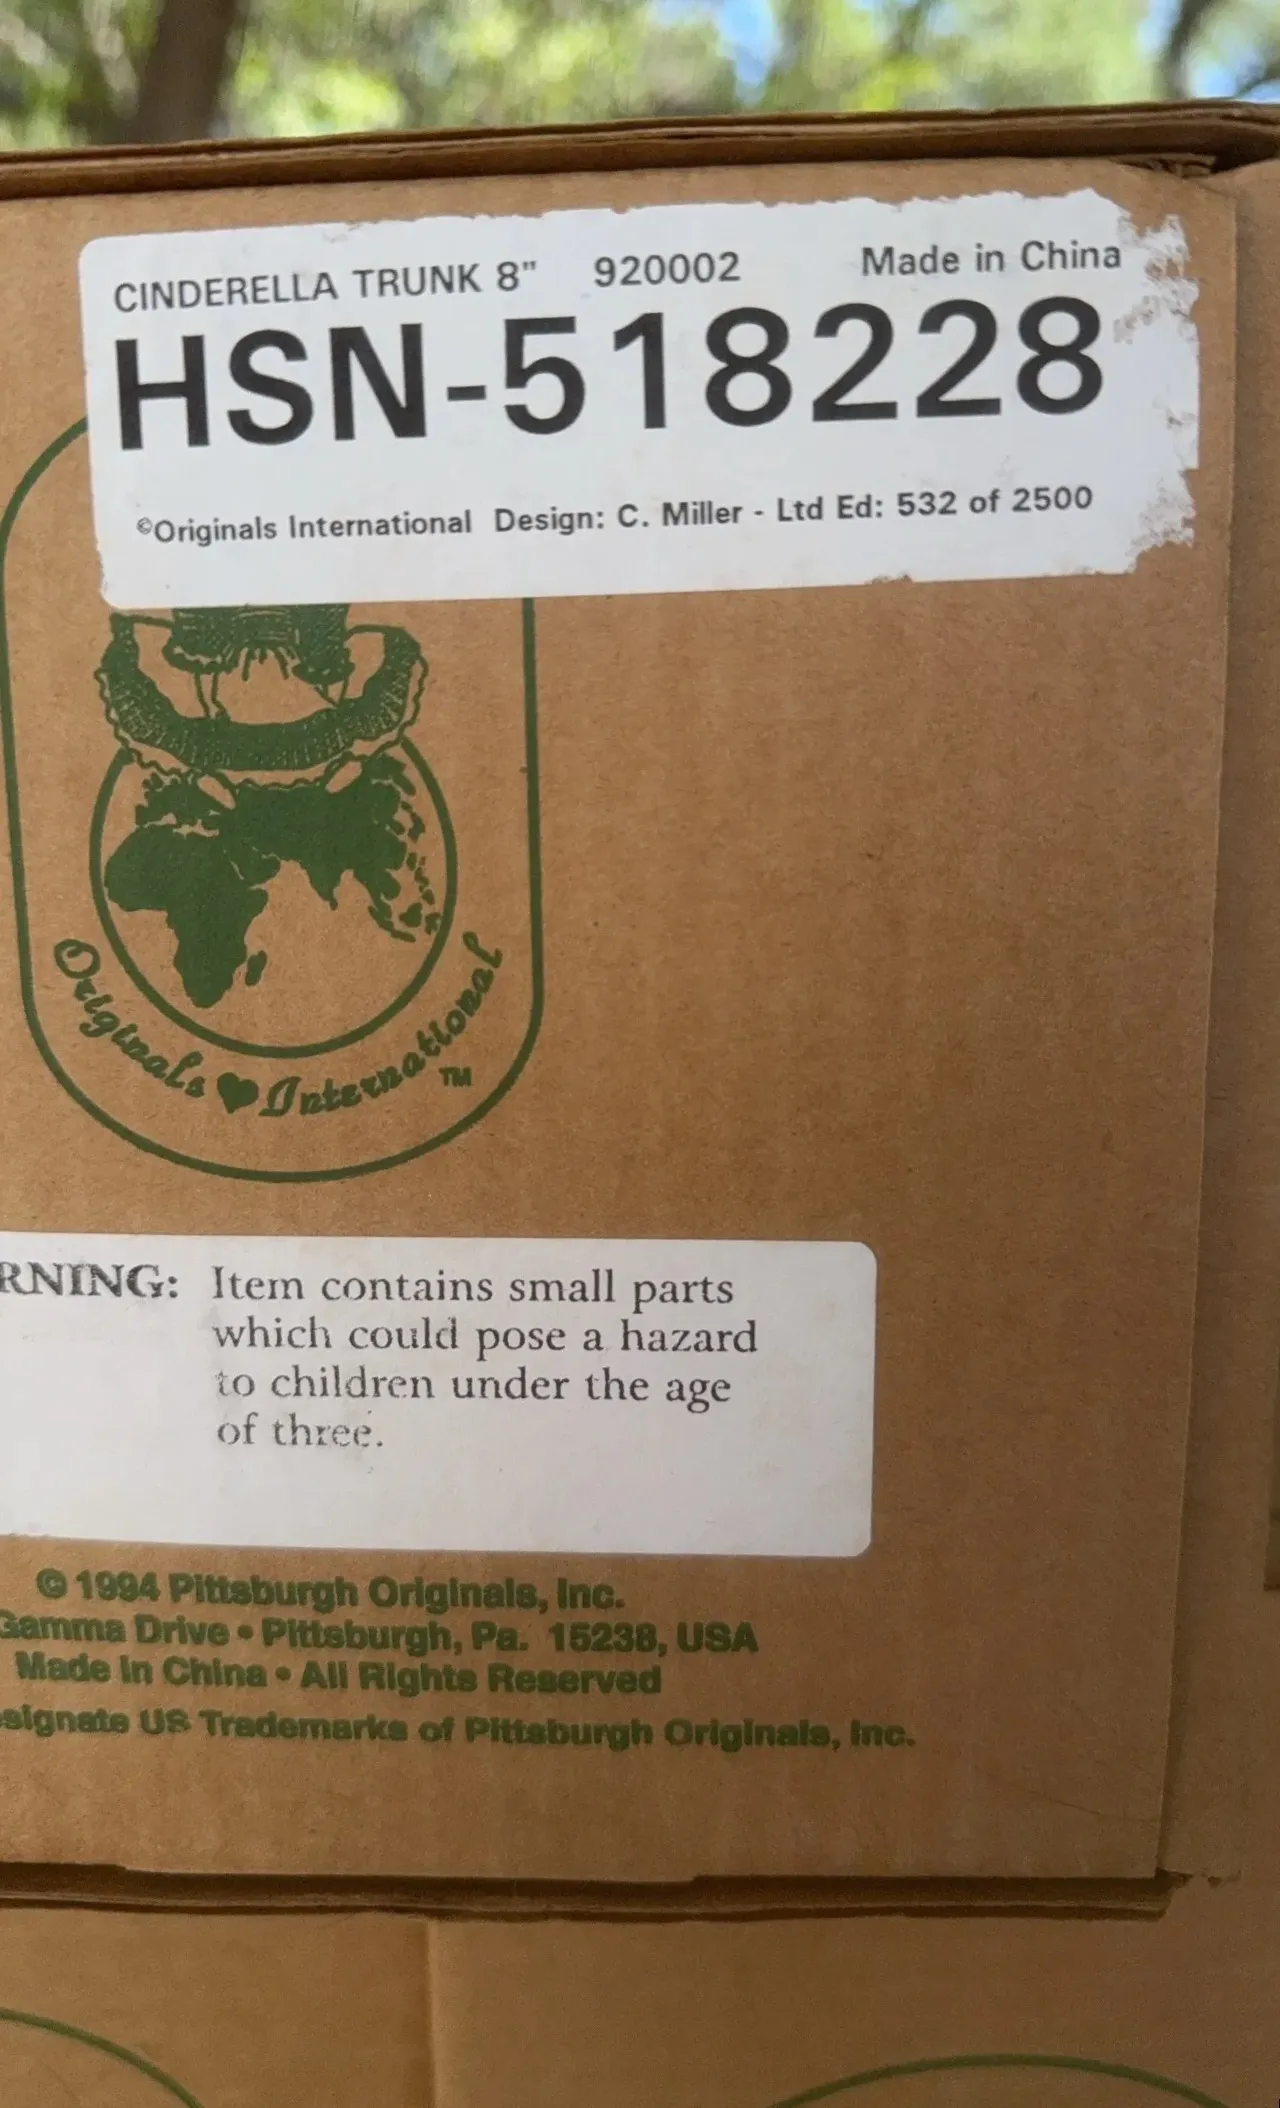 CINDERELLA TRUNK 8" 920002 Made in China
HSN-518228
©Originals International Design: C. Miller - Ltd Ed: 532 of 2500
Originals International
TM
RNING: Item contains small parts
which could pose a hazard
to children under the age
of three.
© 1994 Pittsburgh Originals, Inc.
Gamma Drive • Pittsburgh, Pa. 15238, USA
Made in China • All Rights Reserved
signate US Trademarks of Pittsburgh Originals, Inc.